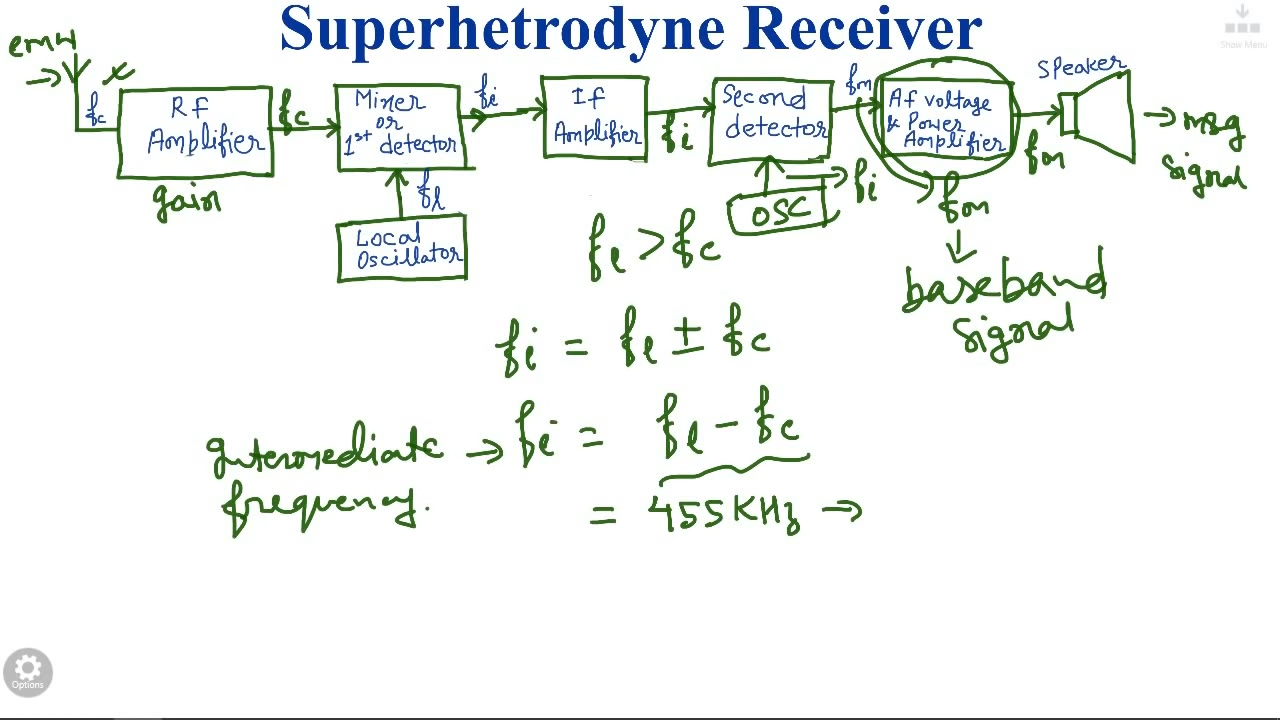 Superhetrodyne Receiver
Show Menu
emw
fc
RF
Amplifier
gain
fc
Mixer
or
1st detector
fl
Local
Oscillator
fi
If
Amplifier
fi
Second
detector
OSC
fi
fm
Af voltage
& Power
Amplifier
fm
Speaker
fm
msg
signal
baseband
signal
fl > fc
fi = fl ± fc
Intermediate → fi = fl - fc
frequency.
= 455 KHz →
Options